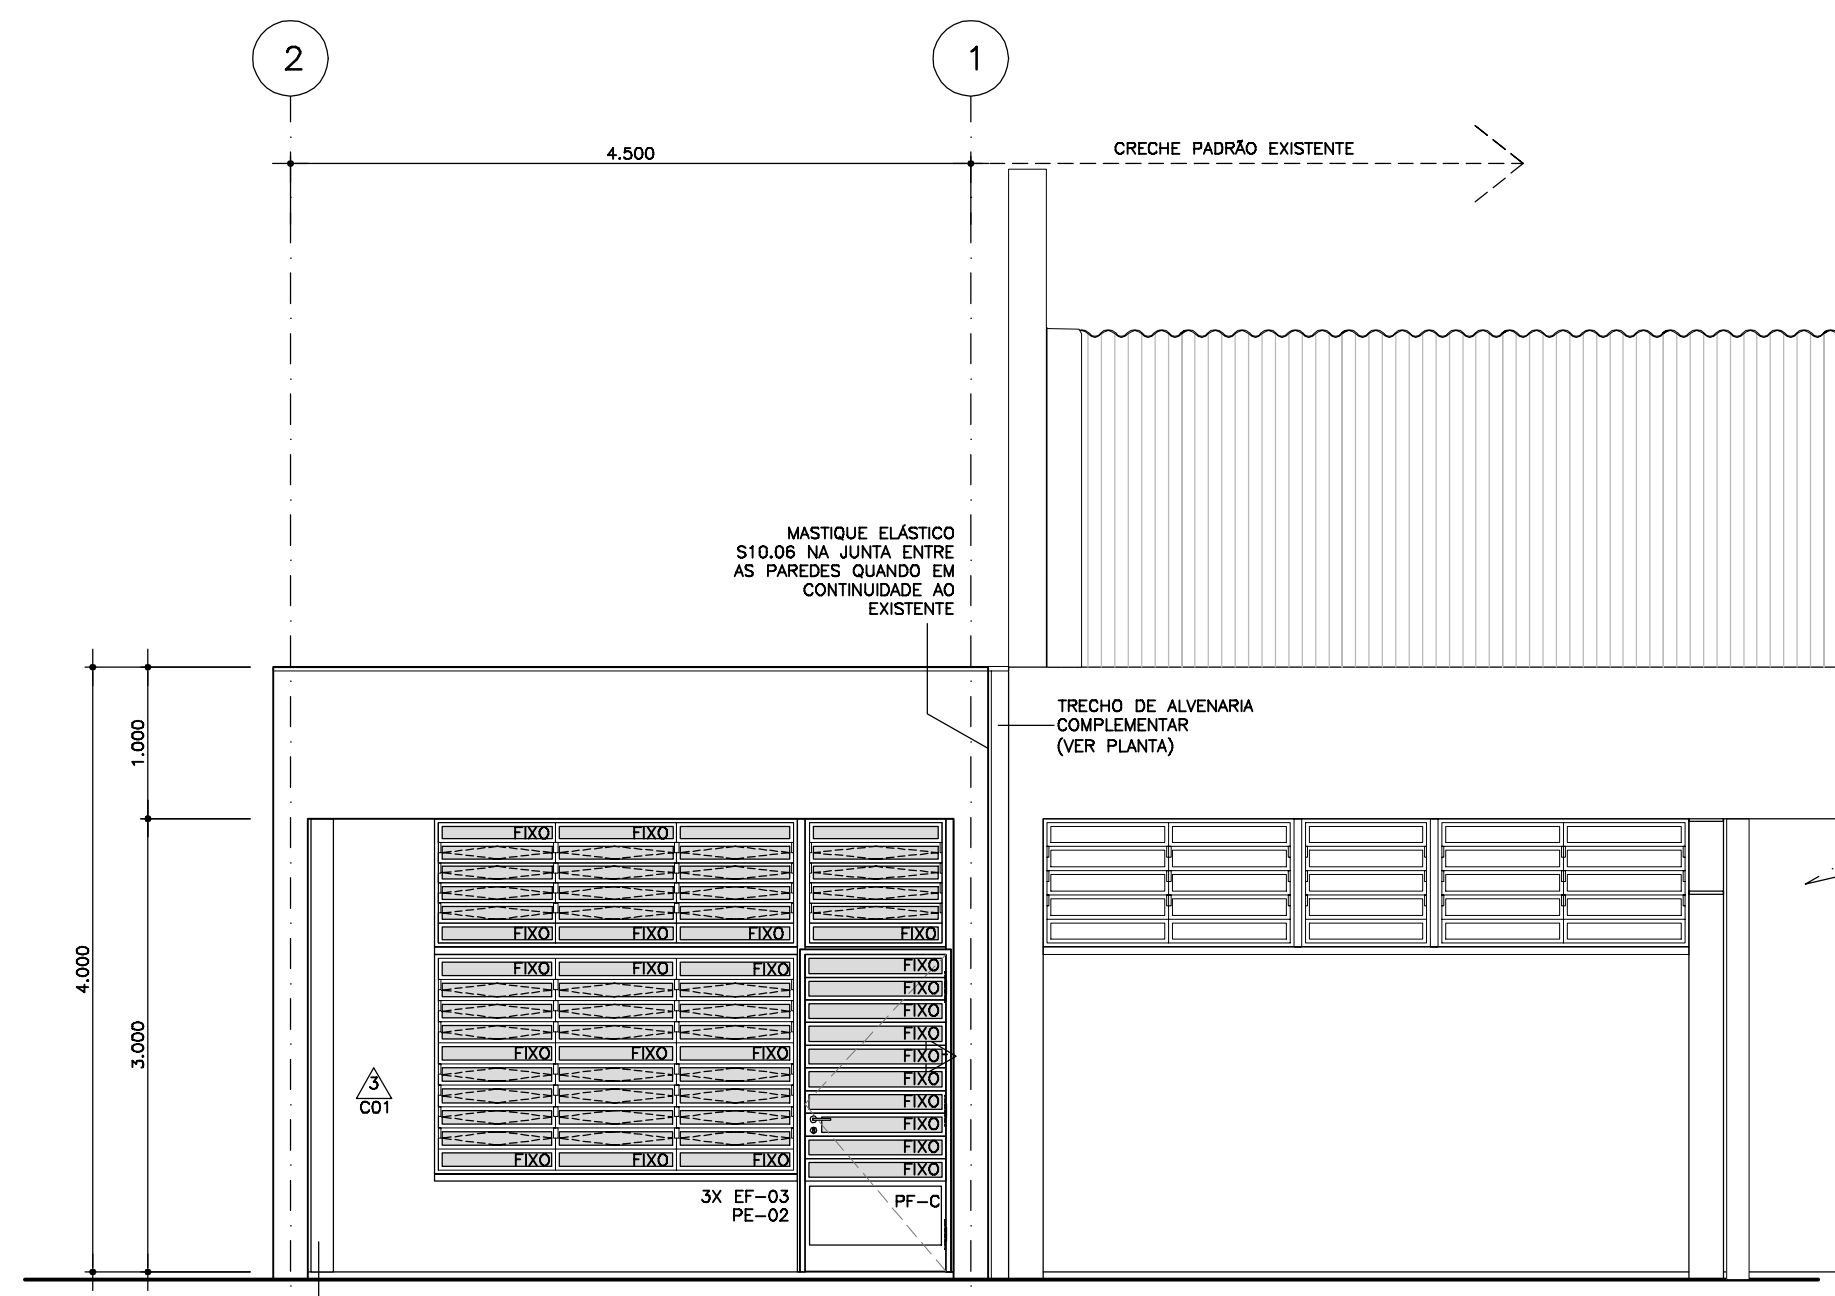 2
1
4.500
CRECHE PADRÃO EXISTENTE
MASTIQUE ELÁSTICO
S10.06 NA JUNTA ENTRE
AS PAREDES QUANDO EM
CONTINUIDADE AO
EXISTENTE
TRECHO DE ALVENARIA
COMPLEMENTAR
(VER PLANTA)
1.000
4.000
3.000
FIXO FIXO
FIXO FIXO FIXO FIXO
FIXO FIXO FIXO FIXO
FIXO
FIXO
FIXO
FIXO FIXO FIXO FIXO
FIXO
FIXO
FIXO
FIXO
FIXO FIXO FIXO FIXO
3
C01
3X EF-03
PE-02
PF-C